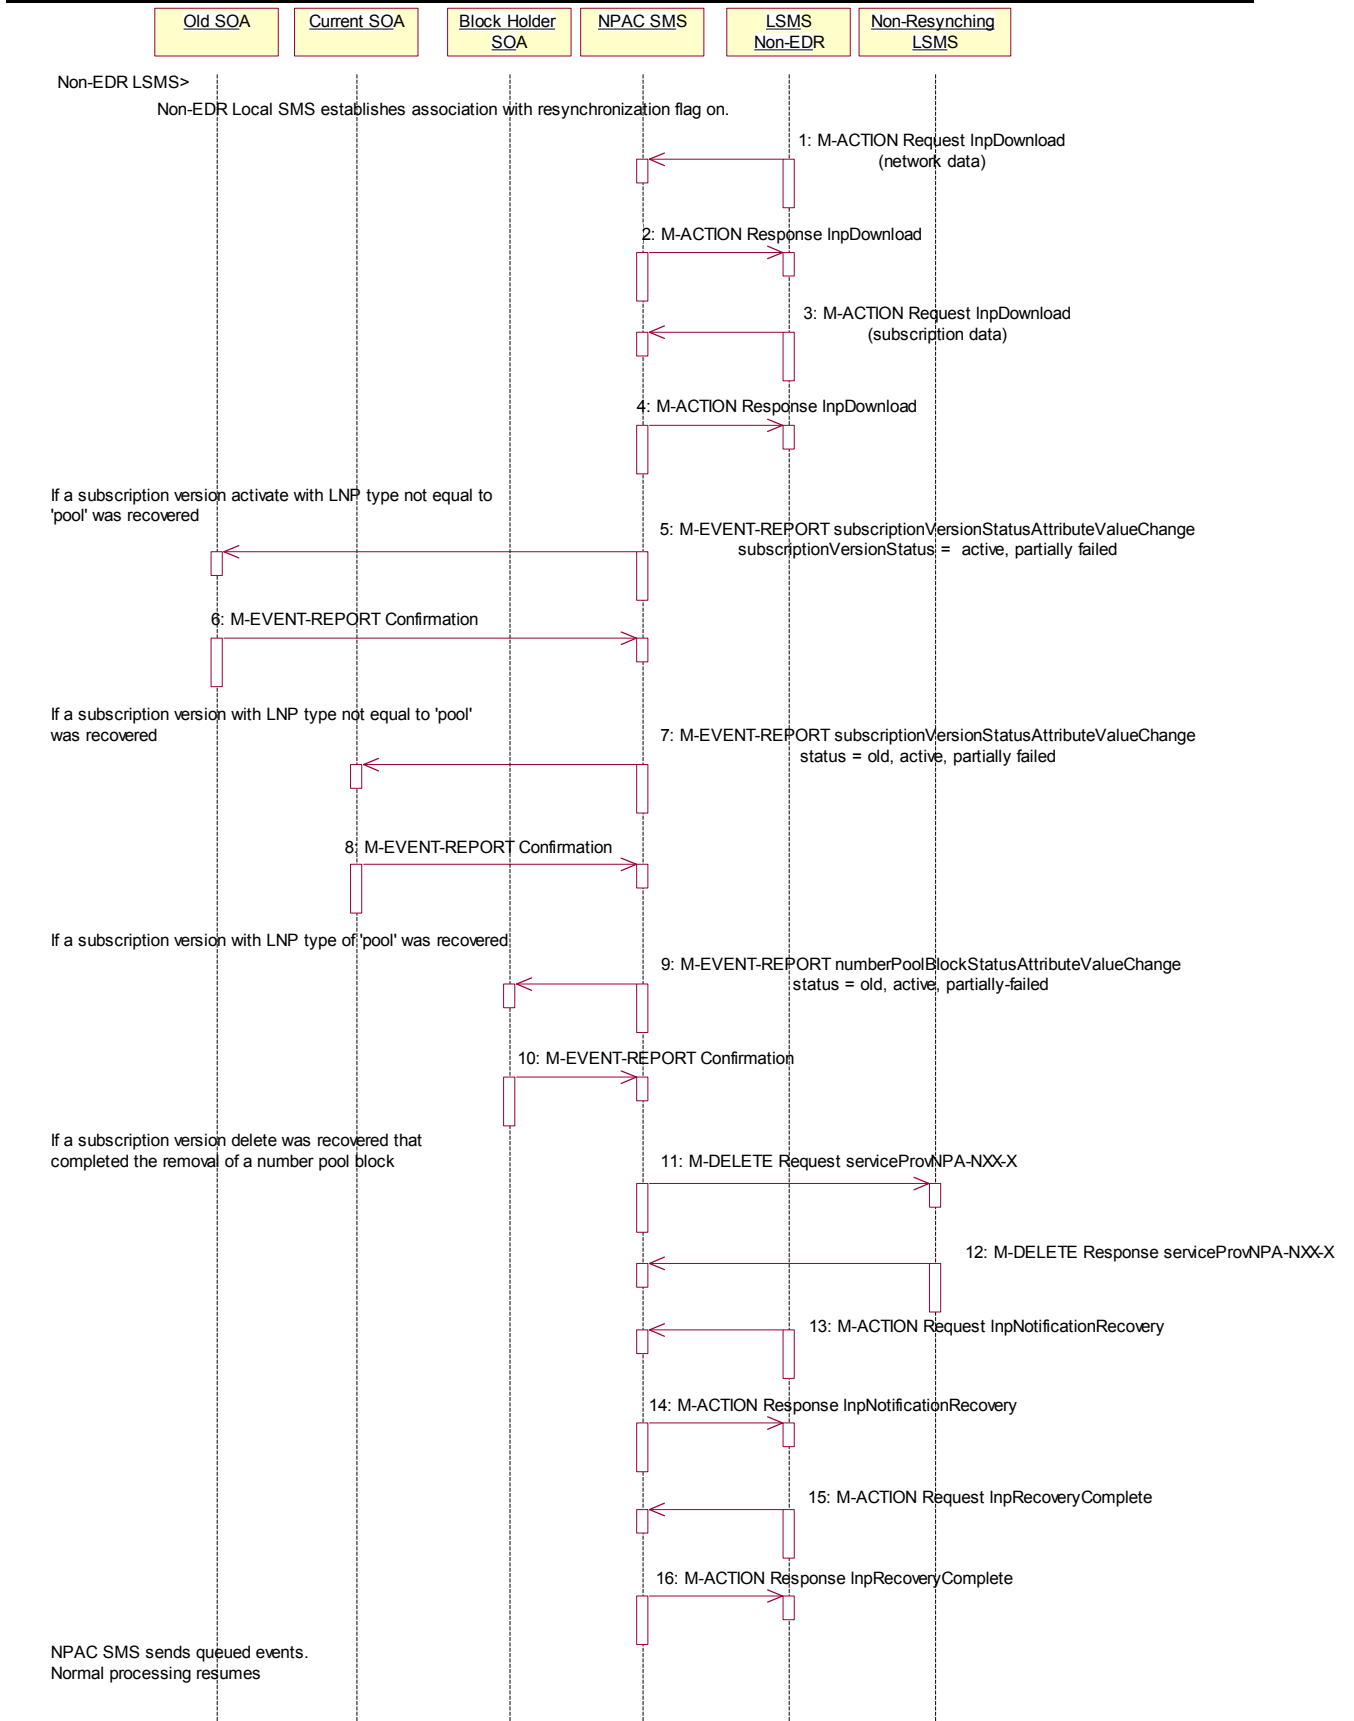 Old SOA
Current SOA
Block Holder
SOA
NPAC SMS
LSMS
Non-EDR
Non-Resynching
LSMS
Non-EDR LSMS>
Non-EDR Local SMS establishes association with resynchronization flag on.
1: M-ACTION Request lnpDownload
(network data)
2: M-ACTION Response lnpDownload
3: M-ACTION Request lnpDownload
(subscription data)
4: M-ACTION Response lnpDownload
If a subscription version activate with LNP type not equal to
'pool' was recovered
5: M-EVENT-REPORT subscriptionVersionStatusAttributeValueChange
subscriptionVersionStatus = active, partially failed
6: M-EVENT-REPORT Confirmation
If a subscription version with LNP type not equal to 'pool'
was recovered
7: M-EVENT-REPORT subscriptionVersionStatusAttributeValueChange
status = old, active, partially failed
8: M-EVENT-REPORT Confirmation
If a subscription version with LNP type of 'pool' was recovered
9: M-EVENT-REPORT numberPoolBlockStatusAttributeValueChange
status = old, active, partially-failed
10: M-EVENT-REPORT Confirmation
If a subscription version delete was recovered that
completed the removal of a number pool block
11: M-DELETE Request serviceProvNPA-NXX-X
12: M-DELETE Response serviceProvNPA-NXX-X
13: M-ACTION Request lnpNotificationRecovery
14: M-ACTION Response lnpNotificationRecovery
15: M-ACTION Request lnpRecoveryComplete
16: M-ACTION Response lnpRecoveryComplete
NPAC SMS sends queued events.
Normal processing resumes